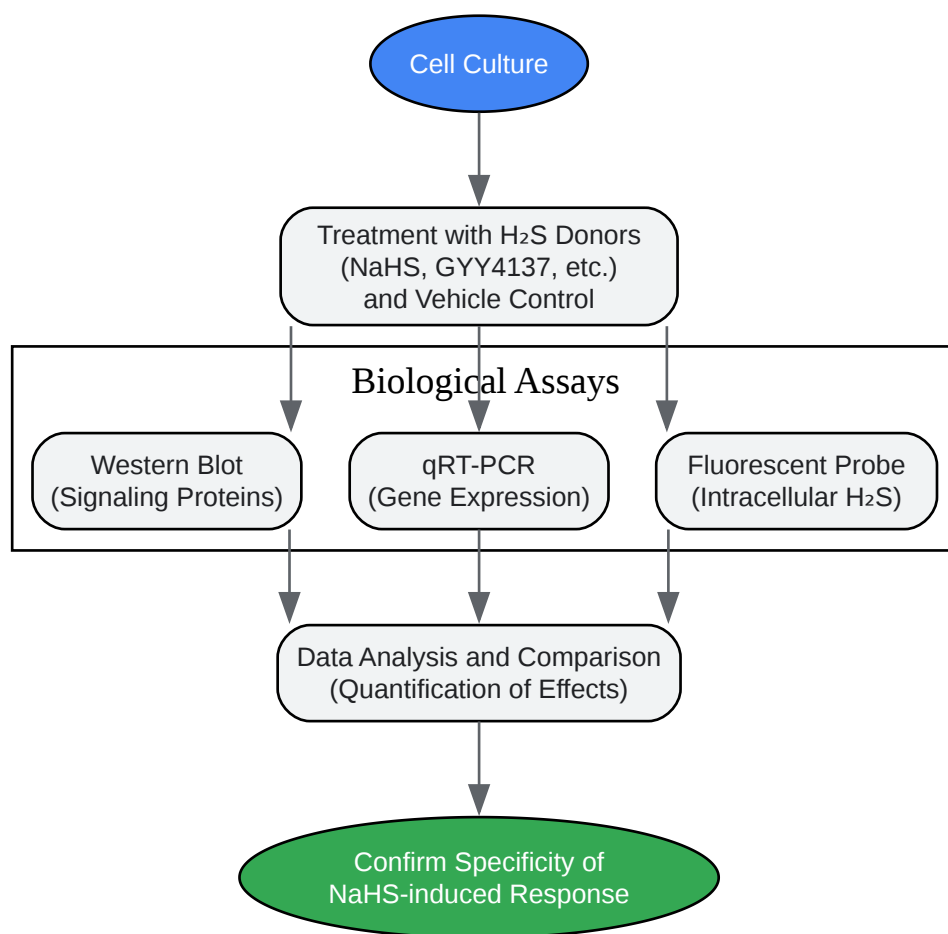 Cell Culture
Treatment with H₂S Donors
(NaHS, GYY4137, etc.)
and Vehicle Control
Biological Assays
Western Blot
(Signaling Proteins)
qRT-PCR
(Gene Expression)
Fluorescent Probe
(Intracellular H₂S)
Data Analysis and Comparison
(Quantification of Effects)
Confirm Specificity of
NaHS-induced Response